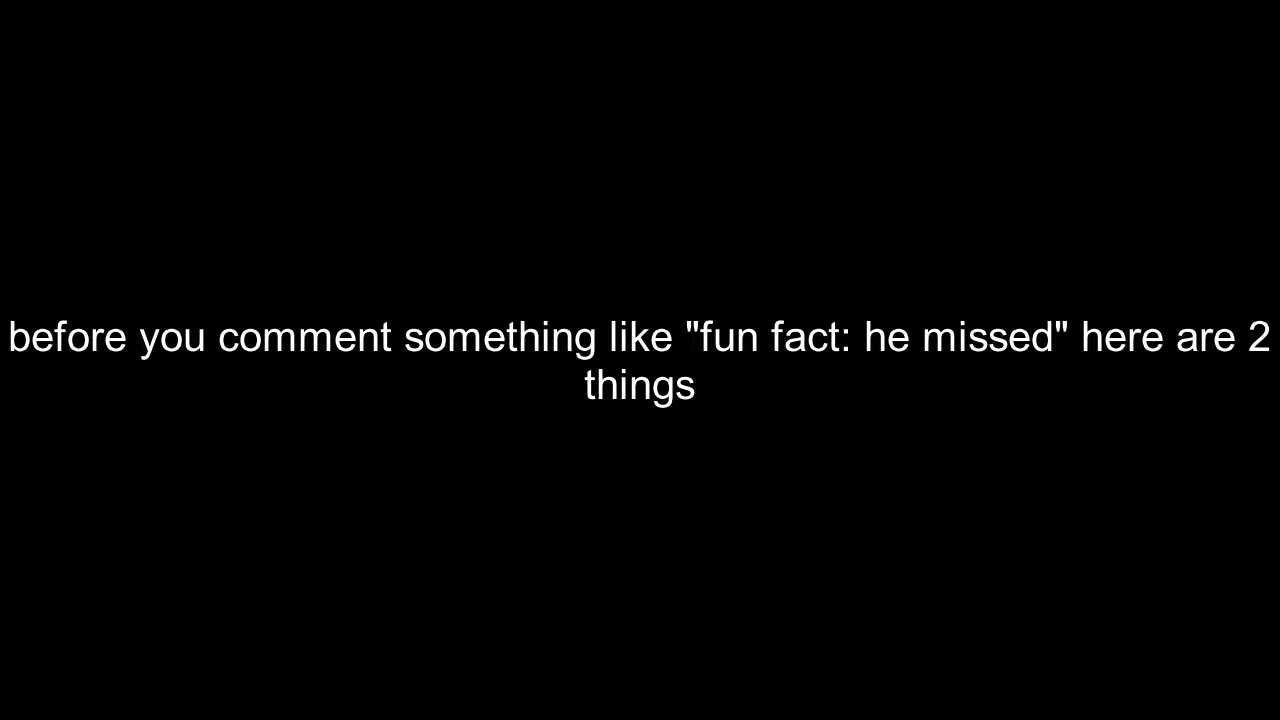 before you comment something like "fun fact: he missed" here are 2
things